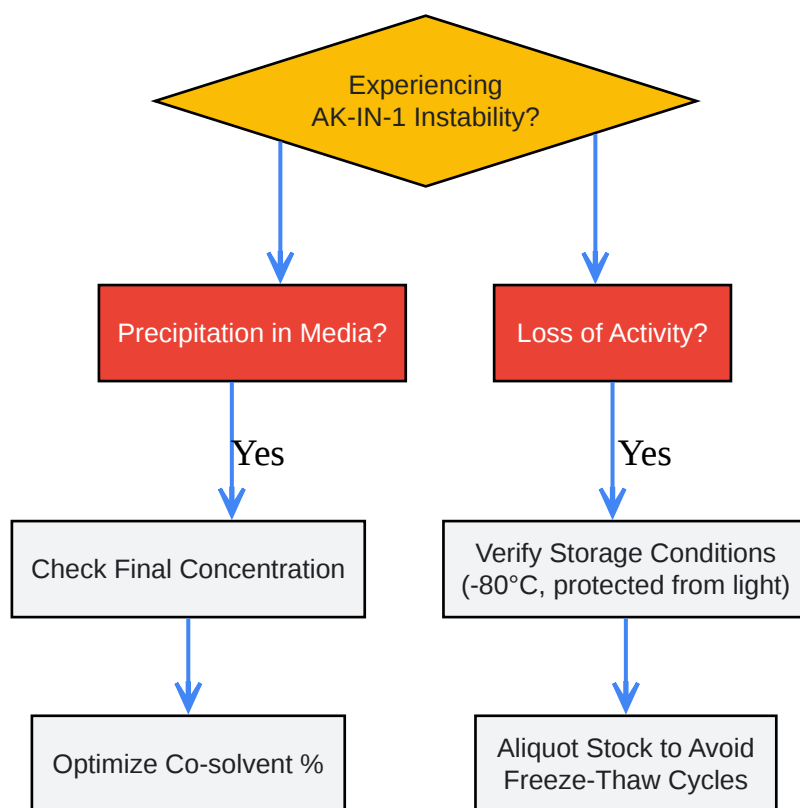 Experiencing
AK-IN-1 Instability?
Precipitation in Media?
Loss of Activity?
Yes
Yes
Check Final Concentration
Verify Storage Conditions
(-80°C, protected from light)
Optimize Co-solvent %
Aliquot Stock to Avoid
Freeze-Thaw Cycles